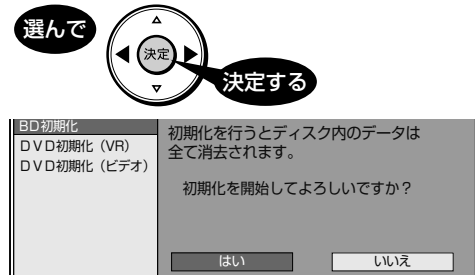 選んで
決定
決定する
BD初期化
DVD初期化（VR）
DVD初期化（ビデオ）
初期化を行うとディスク内のデータは
全て消去されます。
初期化を開始してよろしいですか？
はい
いいえ